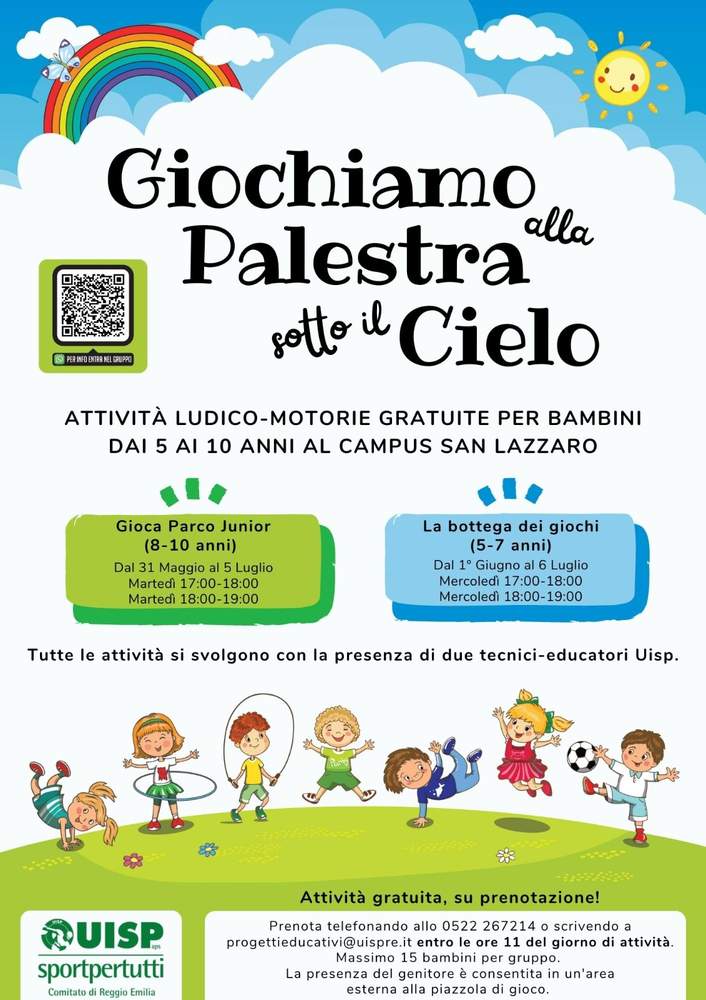 Giochiamo
alla
Palestra
sotto il Cielo
PER INFO ENTRA NEL GRUPPO
ATTIVITÀ LUDICO-MOTORIE GRATUITE PER BAMBINI
DAI 5 AI 10 ANNI AL CAMPUS SAN LAZZARO
Gioca Parco Junior
(8-10 anni)
Dal 31 Maggio al 5 Luglio
Martedì 17:00-18:00
Martedì 18:00-19:00
La bottega dei giochi
(5-7 anni)
Dal 1° Giugno al 6 Luglio
Mercoledì 17:00-18:00
Mercoledì 18:00-19:00
Tutte le attività si svolgono con la presenza di due tecnici-educatori Uisp.
Party
Attività gratuita, su prenotazione!
UISP
UISP
aps
sportpertutti
Comitato di Reggio Emilia
Prenota telefonando allo 0522 267214 o scrivendo a
progettieducativi@uispre.it entro le ore 11 del giorno di attività.
Massimo 15 bambini per gruppo.
La presenza del genitore è consentita in un'area
esterna alla piazzola di gioco.